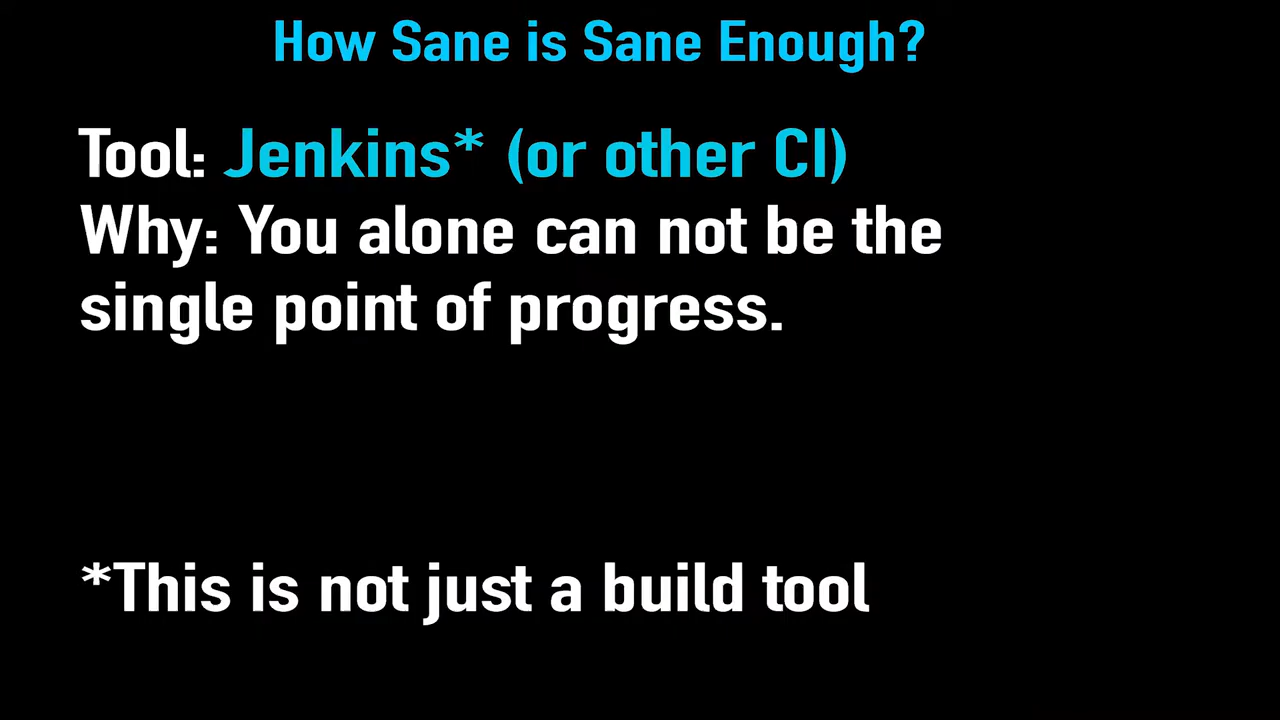 How Sane is Sane Enough?
Tool: Jenkins* (or other CI)
Why: You alone can not be the
single point of progress.
*This is not just a build tool